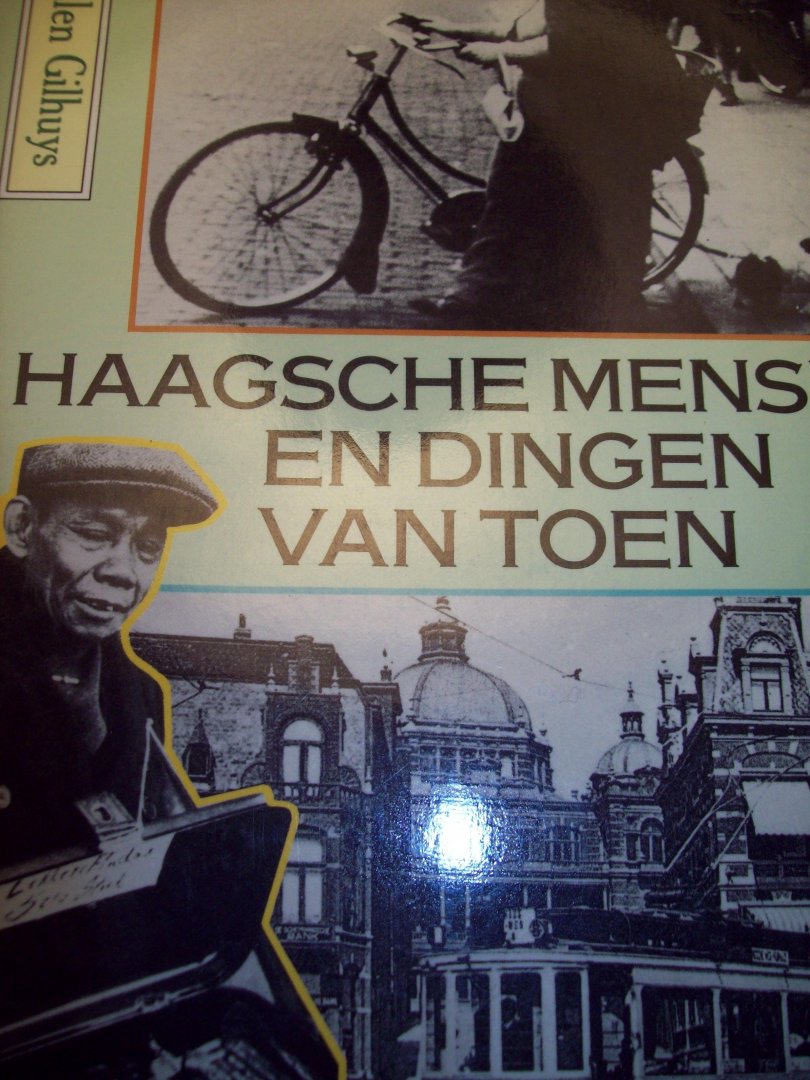 len Gilhuys
HAAGSCHE MENS
EN DINGEN
VAN TOEN